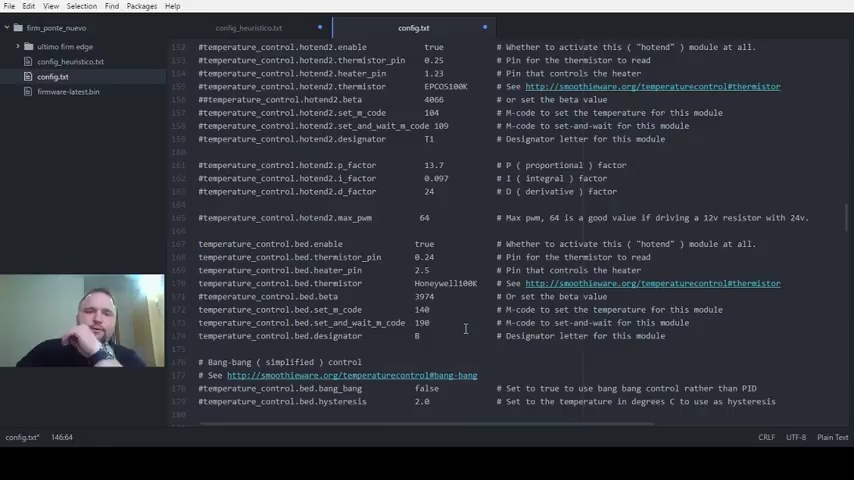 File Edit View Selection Find Packages Help
firm_ponte_nuevo
config_heuristico.txt
config.txt
ultimo firm edge
config_heuristico.txt
config.txt
firmware-latest.bin
152 #temperature_control.hotend2.enable true # Whether to activate this ( "hotend" ) module at all.
153 #temperature_control.hotend2.thermistor_pin 0.25 # Pin for the thermistor to read
154 #temperature_control.hotend2.heater_pin 1.23 # Pin that controls the heater
155 #temperature_control.hotend2.thermistor EPCOS100K # See http://smoothieware.org/temperaturecontrol#thermistor
156 ##temperature_control.hotend2.beta 4066 # or set the beta value
157 #temperature_control.hotend2.set_m_code 104 # M-code to set the temperature for this module
158 #temperature_control.hotend2.set_and_wait_m_code 109 # M-code to set-and-wait for this module
159 #temperature_control.hotend2.designator T1 # Designator letter for this module
160
161 #temperature_control.hotend2.p_factor 13.7 # P ( proportional ) factor
162 #temperature_control.hotend2.i_factor 0.097 # I ( integral ) factor
163 #temperature_control.hotend2.d_factor 24 # D ( derivative ) factor
164
165 #temperature_control.hotend2.max_pwm 64 # Max pwm, 64 is a good value if driving a 12v resistor with 24v.
166
167 temperature_control.bed.enable true # Whether to activate this ( "hotend" ) module at all.
168 temperature_control.bed.thermistor_pin 0.24 # Pin for the thermistor to read
169 temperature_control.bed.heater_pin 2.5 # Pin that controls the heater
170 temperature_control.bed.thermistor Honeywell100K # See http://smoothieware.org/temperaturecontrol#thermistor
171 #temperature_control.bed.beta 3974 # Or set the beta value
172 temperature_control.bed.set_m_code 140 # M-code to set the temperature for this module
173 temperature_control.bed.set_and_wait_m_code 190 # M-code to set-and-wait for this module
174 temperature_control.bed.designator B # Designator letter for this module
175
176 # Bang-bang ( simplified ) control
177 # See http://smoothieware.org/temperaturecontrol#bang-bang
178 #temperature_control.bed.bang_bang false # Set to true to use bang bang control rather than PID
179 #temperature_control.bed.hysteresis 2.0 # Set to the temperature in degrees C to use as hysteresis
180
config.txt* 146:64 CRLF UTF-8 Plain Text